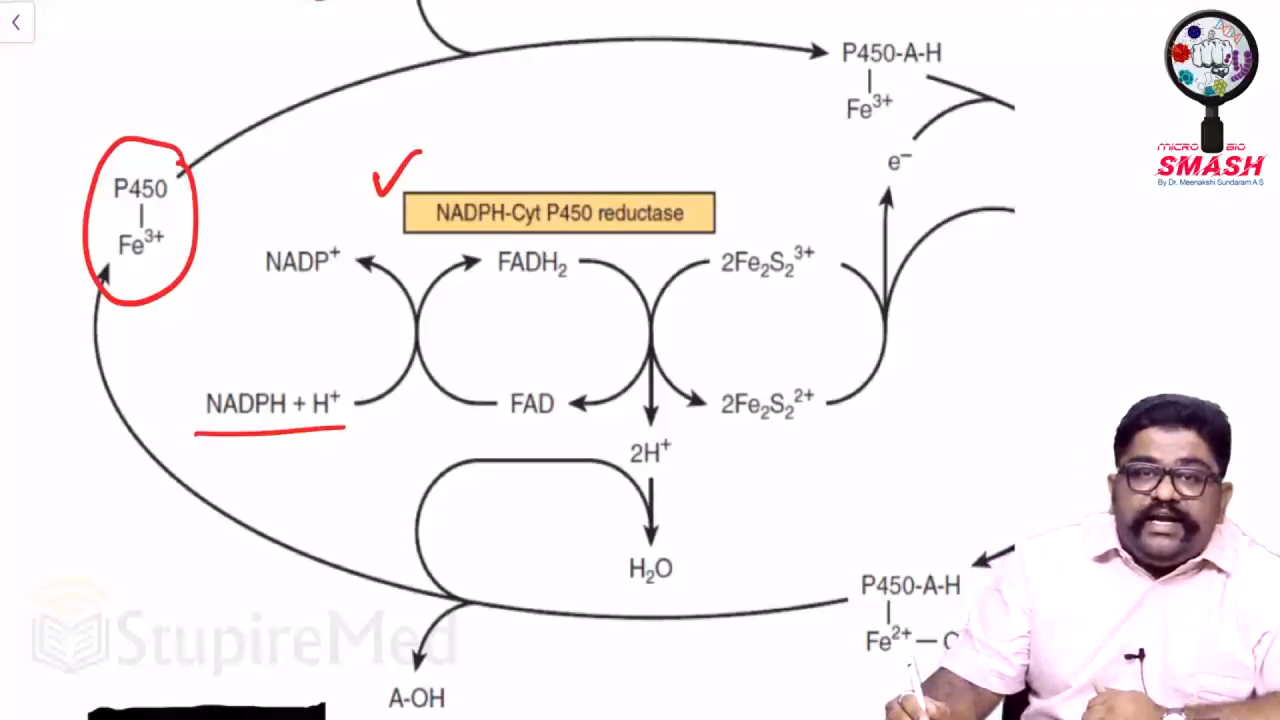 P450-A-H
|
Fe³⁺
MICRO BIO
SMASH
By Dr. Meenakshi Sundaram A S
e⁻
P450
|
Fe³⁺
NADPH-Cyt P450 reductase
NADP⁺
FADH₂
2Fe₂S₂³⁺
NADPH + H⁺
FAD
2Fe₂S₂²⁺
2H⁺
H₂O
P450-A-H
|
Fe²⁺—
StupireMed
A-OH